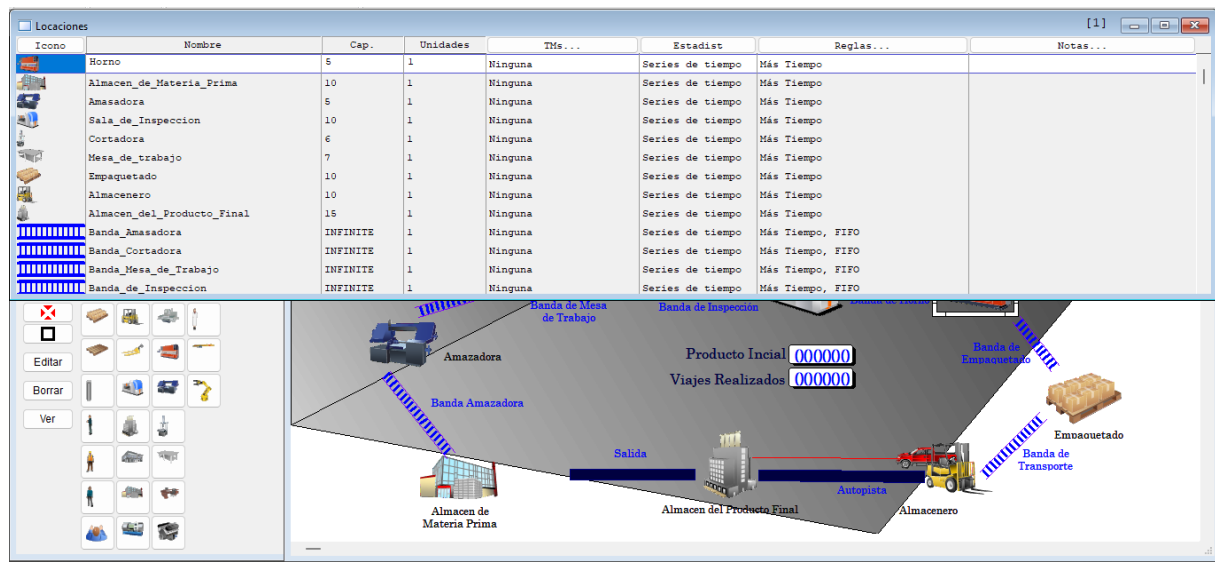 Locaciones [1]
Icono Nombre Cap. Unidades TMs... Estadist Reglas... Notas...
Horno 5 1 Ninguna Series de tiempo Más Tiempo
Almacen_de_Materia_Prima 10 1 Ninguna Series de tiempo Más Tiempo
Amasadora 5 1 Ninguna Series de tiempo Más Tiempo
Sala_de_Inspeccion 10 1 Ninguna Series de tiempo Más Tiempo
Cortadora 6 1 Ninguna Series de tiempo Más Tiempo
Mesa_de_trabajo 7 1 Ninguna Series de tiempo Más Tiempo
Empaquetado 10 1 Ninguna Series de tiempo Más Tiempo
Almacenero 10 1 Ninguna Series de tiempo Más Tiempo
Almacen_del_Producto_Final 15 1 Ninguna Series de tiempo Más Tiempo
Banda_Amasadora INFINITE 1 Ninguna Series de tiempo Más Tiempo, FIFO
Banda_Cortadora INFINITE 1 Ninguna Series de tiempo Más Tiempo, FIFO
Banda_Mesa_de_Trabajo INFINITE 1 Ninguna Series de tiempo Más Tiempo, FIFO
Banda_de_Inspeccion INFINITE 1 Ninguna Series de tiempo Más Tiempo, FIFO
Editar
Borrar
Ver
Banda de Mesa
de Trabajo
Banda de Inspección
Banda de Horno
Amazadora
Producto Incial 000000
Viajes Realizados 000000
Banda de
Empaquetado
Banda Amazadora
Empaquetado
Banda de
Transporte
Salida
Autopista
Almacen de
Materia Prima
Almacen del Producto Final
Almacenero